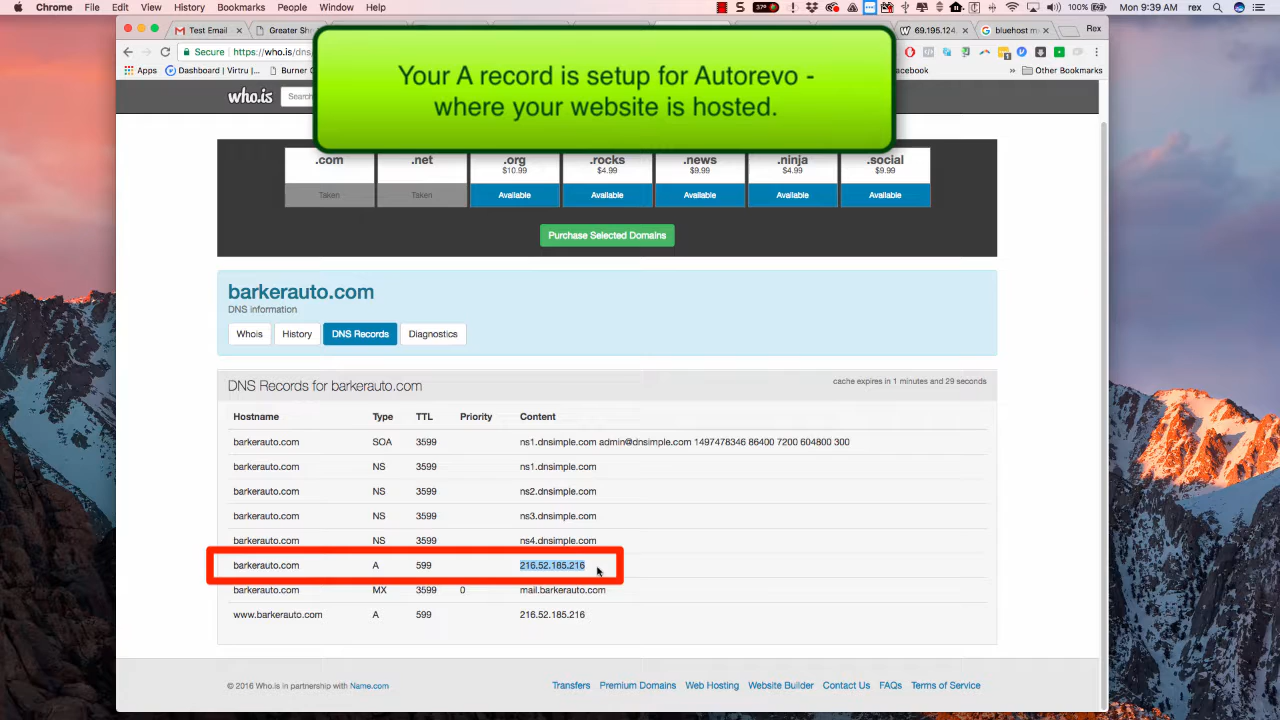 Chrome File Edit View History Bookmarks People Window Help 37° 100% Mon 9:39 AM rex
Test Email Greater Sh 69.195.124. bluehost m Rex
Secure https://who.is/dns
Apps Dashboard | Virtru | Burner C acebook Other Bookmarks
Your A record is setup for Autorevo -
where your website is hosted.
who.is Search
.com .net .org .rocks .news .ninja .social
$10.99 $4.99 $9.99 $4.99 $9.99
Taken Taken Available Available Available Available Available
Purchase Selected Domains
barkerauto.com
DNS information
Whois History DNS Records Diagnostics
DNS Records for barkerauto.com cache expires in 1 minutes and 29 seconds
Hostname Type TTL Priority Content
barkerauto.com SOA 3599 ns1.dnsimple.com admin@dnsimple.com 1497478346 86400 7200 604800 300
barkerauto.com NS 3599 ns1.dnsimple.com
barkerauto.com NS 3599 ns2.dnsimple.com
barkerauto.com NS 3599 ns3.dnsimple.com
barkerauto.com NS 3599 ns4.dnsimple.com
barkerauto.com A 599 216.52.185.216
barkerauto.com MX 3599 0 mail.barkerauto.com
www.barkerauto.com A 599 216.52.185.216
© 2016 Who.is in partnership with Name.com Transfers Premium Domains Web Hosting Website Builder Contact Us FAQs Terms of Service